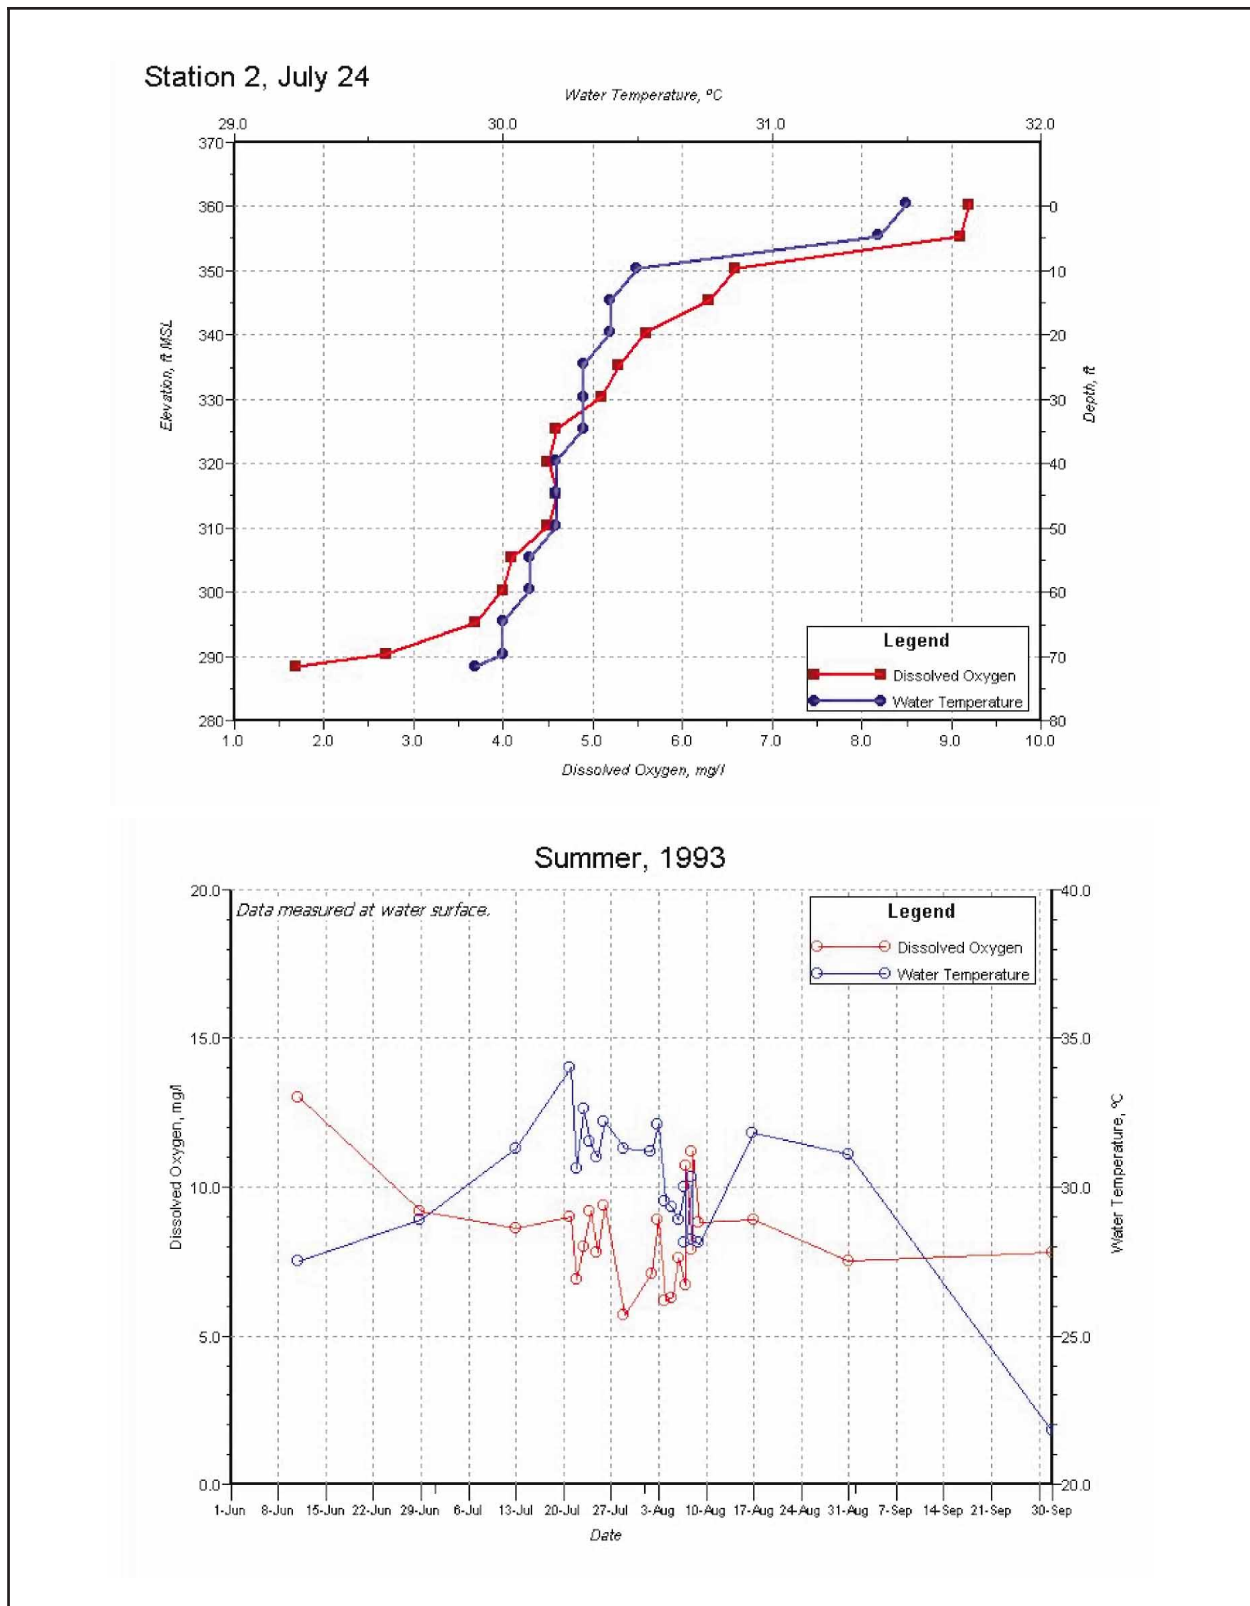 Station 2, July 24
Water Temperature, ºC
29.0 30.0 31.0 32.0
370
360 0
350 10
340 20
330 30
320 40
310 50
300 60
290 70
280 80
Elevation, ft MSL
Depth, ft
Legend
Dissolved Oxygen
Water Temperature
1.0 2.0 3.0 4.0 5.0 6.0 7.0 8.0 9.0 10.0
Dissolved Oxygen, mg/l
Summer, 1993
20.0 40.0
Data measured at water surface.
Legend
Dissolved Oxygen
Water Temperature
15.0 35.0
10.0 30.0
5.0 25.0
0.0 20.0
Dissolved Oxygen, mg/l
Water Temperature, ºC
1-Jun 8-Jun 15-Jun 22-Jun 29-Jun 6-Jul 13-Jul 20-Jul 27-Jul 3-Aug 10-Aug 17-Aug 24-Aug 31-Aug 7-Sep 14-Sep 21-Sep 30-Sep
Date